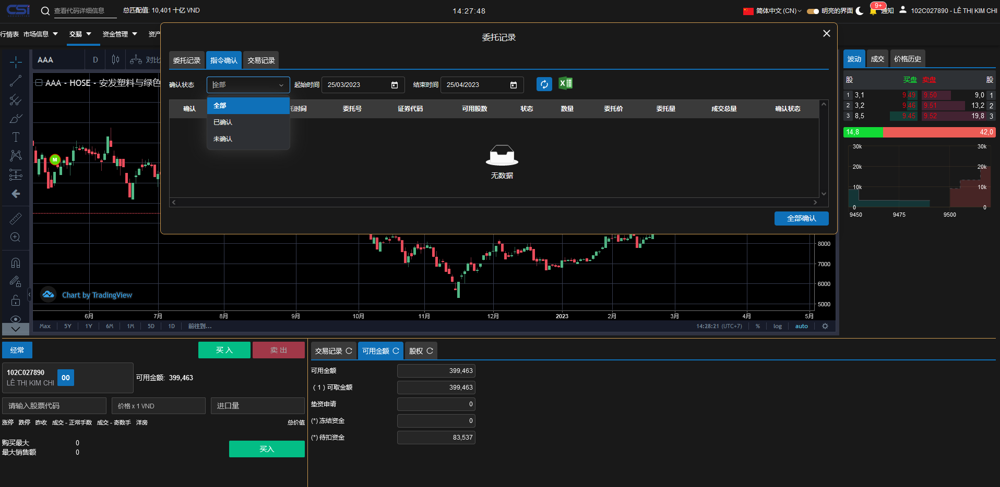 CSI 查看代码详细信息 总匹配值: 10,401 十亿 VND 14:27:48 简体中文 (CN) 明亮的界面 9+ 通知 102C027890 - LÊ THỊ KIM CHI
行情表 市场信息 交易 资金管理 资产
委托记录
委托记录 指令确认 交易记录
确认状态 全部 起始时间 25/03/2023 结束时间 25/04/2023
全部
已确认
未确认
确认 托时间 委托号 证券代码 可用股数 状态 数量 委托价 委托量 成交总量 确认状态
无数据
全部确认
AAA D 对比
AAA - HOSE - 安发塑料与绿色
M
8000
7000
6000
5000
Chart by TradingView
6月 7月 8月 9月 10月 11月 12月 2023 2月 3月 4月 5月
Max 5Y 1Y 6M 1M 5D 1D 前往到... 14:28:21 (UTC+7) % log auto
波动 成交 价格历史
股 买盘 卖盘 股
1 3,1 9.49 9.50 9,0 1
2 3,2 9.46 9.51 13,2 2
3 8,5 9.45 9.52 19,8 3
14,8 42,0
30k 30k
20k 20k
10k 10k
0 0
9450 9475 9500
经常 买 入 卖 出
102C027890
LÊ THỊ KIM CHI
00
可用金额: 399,463
请输入股票代码 价格 x 1 VND 进口量
涨停 跌停 昨收 成交 - 正常手数 成交 - 奇数手 洋房 总价值
购买最大 0
最大销售额 0
买入
交易记录 可用金额 股权
可用金额 399,463
（1）可取金额 399,463
垫资申请 0
(*) 冻结资金 0
(*) 待扣资金 83,537